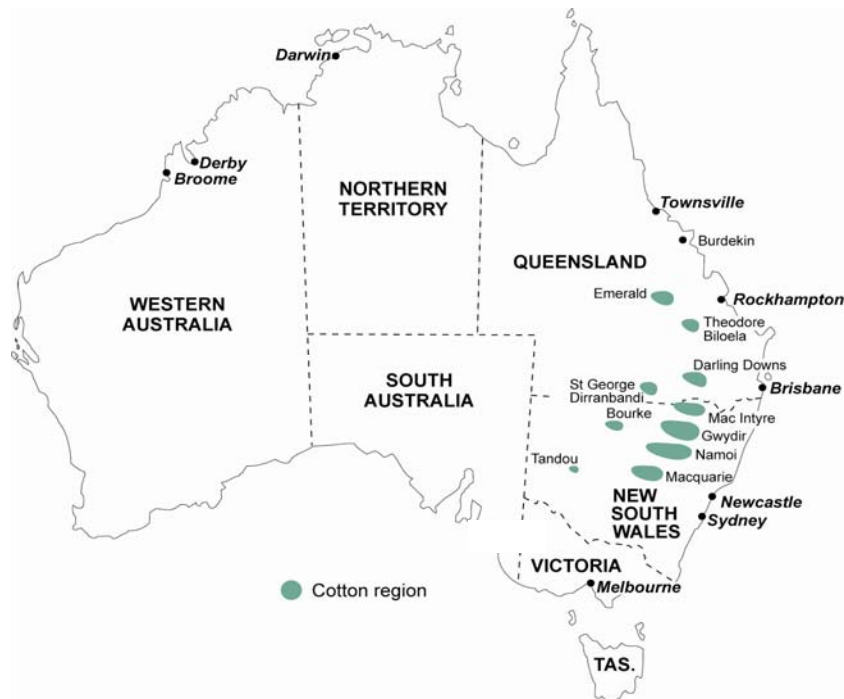 Darwin
Derby
Broome
NORTHERN
TERRITORY
Townsville
Burdekin
QUEENSLAND
Emerald
Rockhampton
WESTERN
AUSTRALIA
Theodore
Biloela
Darling Downs
SOUTH
AUSTRALIA
St George
Dirranbandi
Brisbane
Bourke
Mac Intyre
Gwydir
Tandou
Namoi
Macquarie
NEW
SOUTH
WALES
Newcastle
Sydney
VICTORIA
Melbourne
Cotton region
TAS.